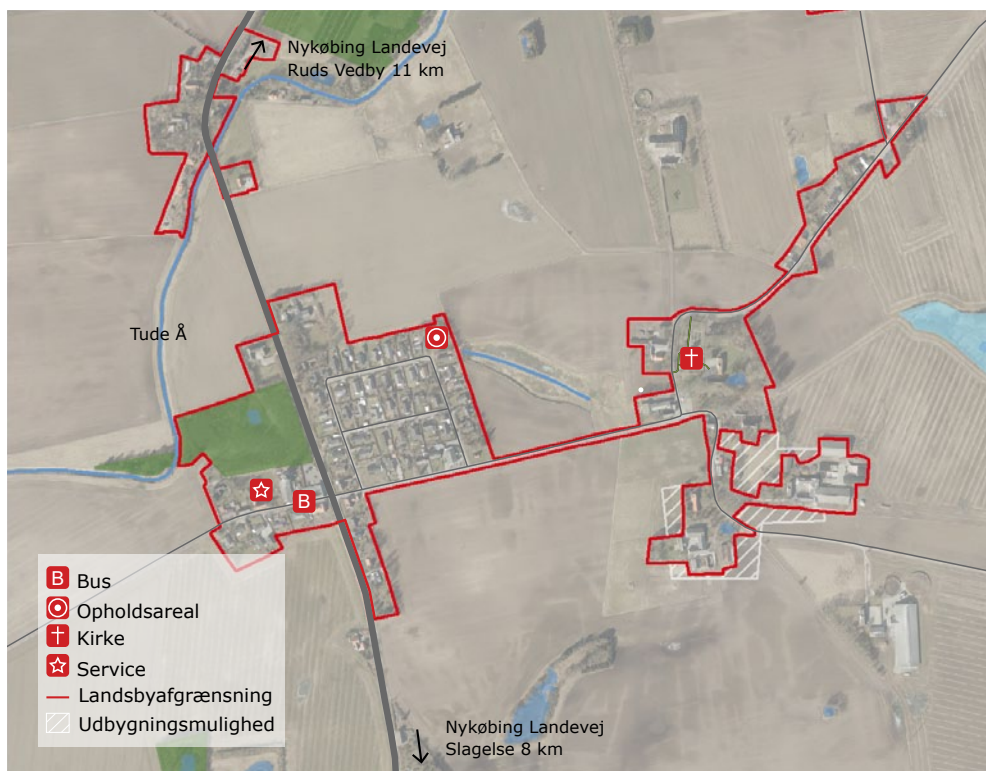 Nykøbing Landevej
Ruds Vedby 11 km
Tude Å
B
B Bus
Opholdsareal
Kirke
Service
Landsbyafgrænsning
Udbygningsmulighed
Nykøbing Landevej
Slagelse 8 km